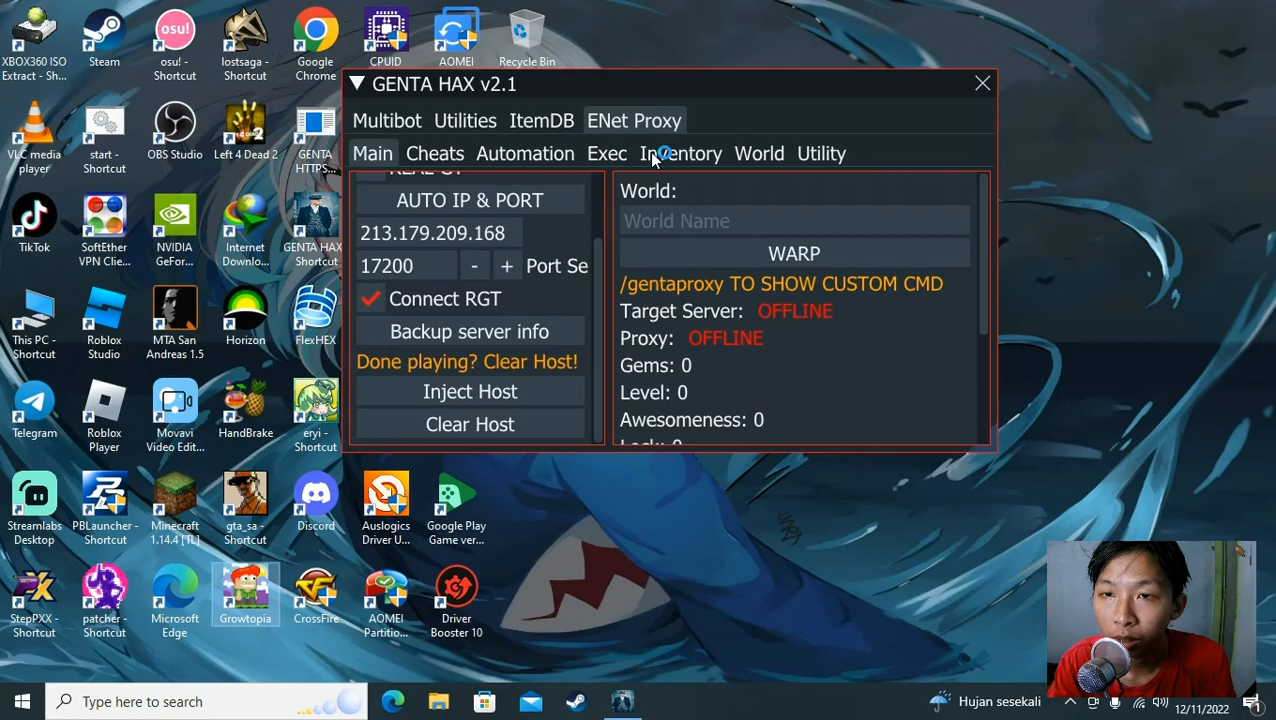 XBOX360 ISO
Extract - Sh...
Steam
osu!
osu! -
Shortcut
lostsaga -
Shortcut
Google
Chrome
CPUID
AOMEI
Recycle Bin
VLC media
player
start -
Shortcut
OBS Studio
Left 4 Dead 2
GENTA
HTTPS...
TikTok
SoftEther
VPN Clie...
NVIDIA
GeFor...
Internet
Downlo...
GENTA HAX
Shortcut
This PC -
Shortcut
Roblox
Studio
MTA San
Andreas 1.5
Horizon
FlexHEX
Telegram
Roblox
Player
Movavi
Video Edit...
HandBrake
eryi -
Shortcut
Streamlabs
Desktop
PBLauncher -
Shortcut
Minecraft
1.14.4 [TL]
gta_sa -
Shortcut
Discord
Auslogics
Driver U...
Google Play
Game ver...
StepPXX -
Shortcut
patcher -
Shortcut
Microsoft
Edge
Growtopia
CrossFire
AOMEI
Partitio...
Driver
Booster 10
GENTA HAX v2.1
Multibot Utilities ItemDB ENet Proxy
Main Cheats Automation Exec Inventory World Utility
AUTO IP & PORT
213.179.209.168
17200 - + Port Se
Connect RGT
Backup server info
Done playing? Clear Host!
Inject Host
Clear Host
World:
World Name
WARP
/gentaproxy TO SHOW CUSTOM CMD
Target Server: OFFLINE
Proxy: OFFLINE
Gems: 0
Level: 0
Awesomeness: 0
Type here to search
Hujan sesekali
12/11/2022